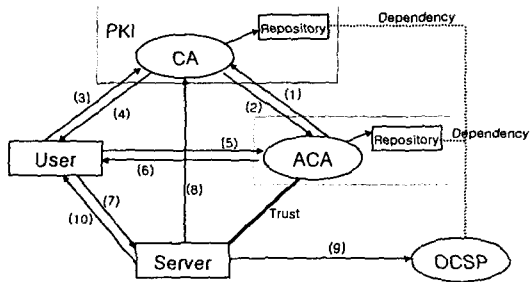 Dependency
PKI
Repository
CA
(3)
(4)
(1)
(2)
Dependency
Repository
(5)
User
ACA
(6)
(8)
(7)
(10)
Trust
(9)
Server
OCSP